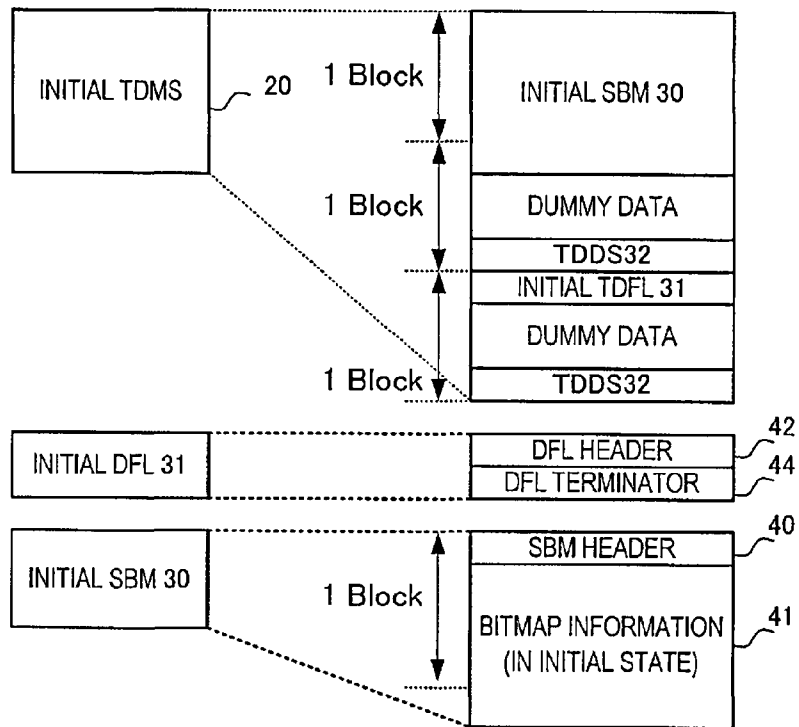 INITIAL TDMS
20
1 Block
INITIAL SBM 30
1 Block
DUMMY DATA
TDDS32
INITIAL TDFL 31
DUMMY DATA
1 Block
TDDS32
INITIAL DFL 31
DFL HEADER
42
DFL TERMINATOR
44
INITIAL SBM 30
1 Block
SBM HEADER
40
BITMAP INFORMATION
(IN INITIAL STATE)
41